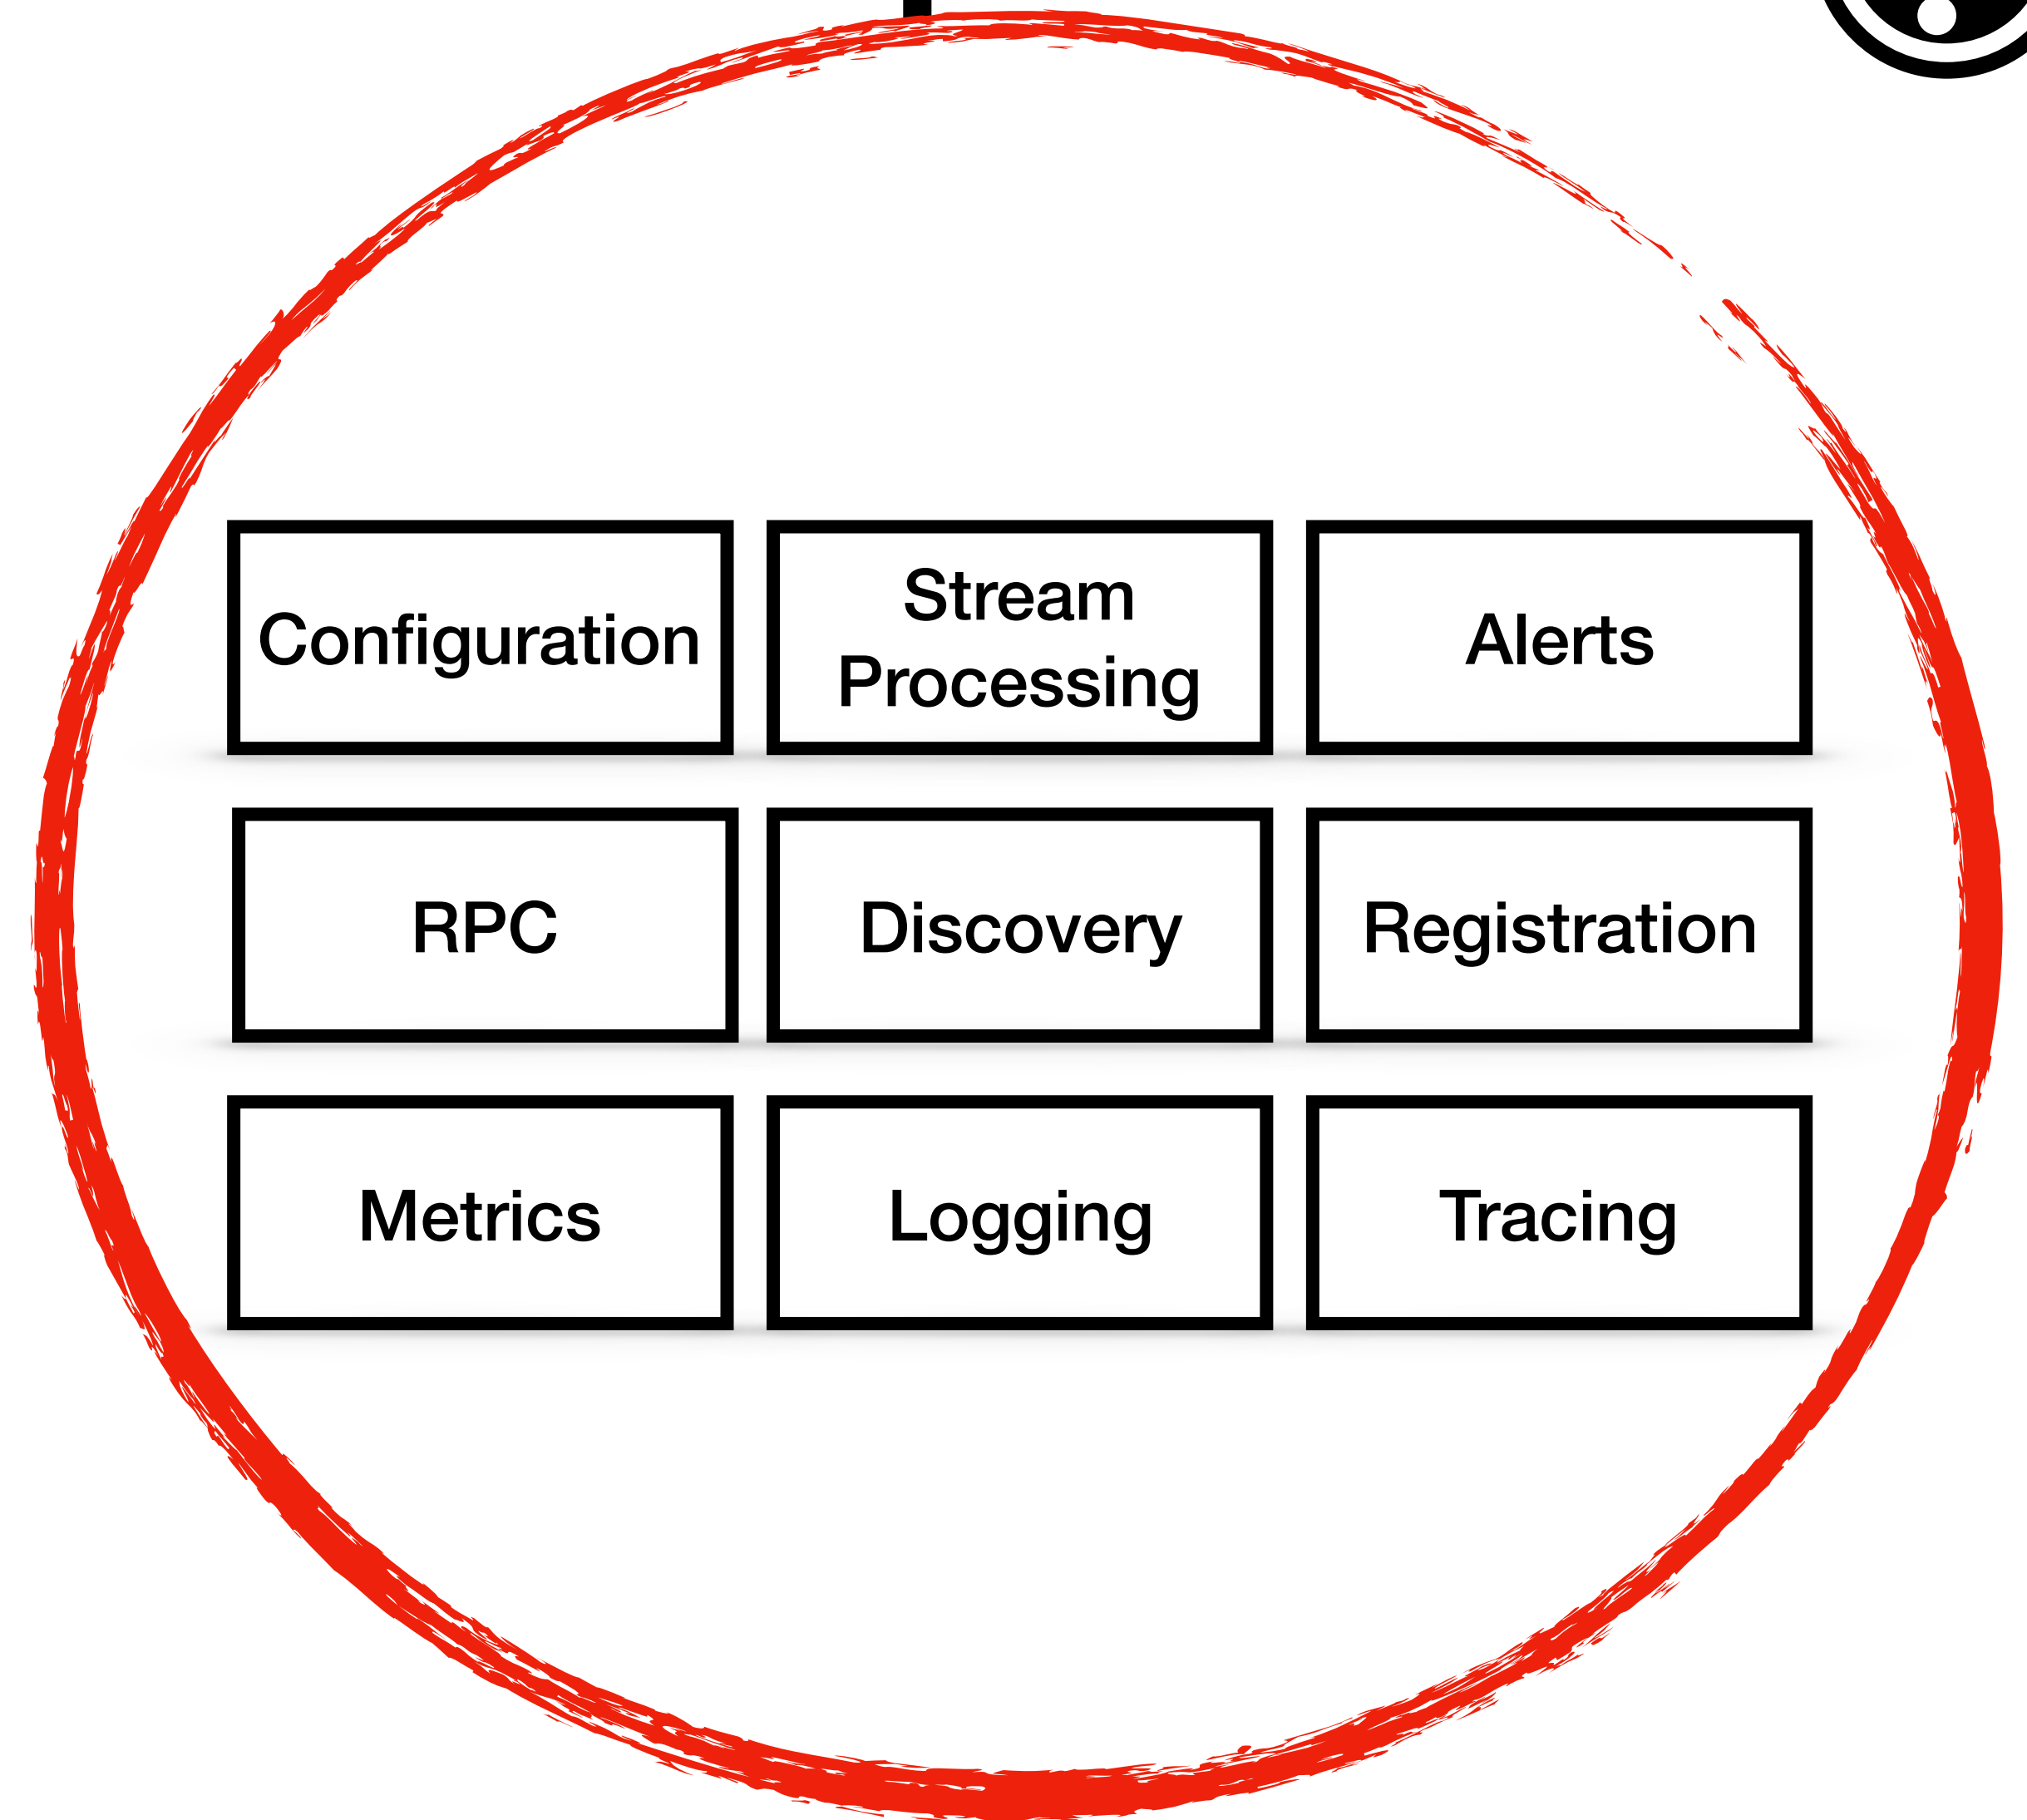 Configuration
Stream
Processing
Alerts
RPC
Discovery
Registration
Metrics
Logging
Tracing